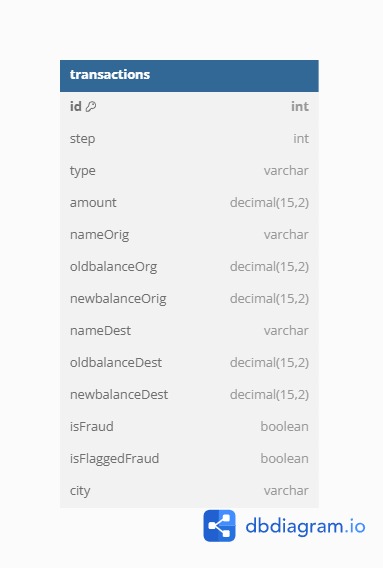 transactions
id int
step int
type varchar
amount decimal(15,2)
nameOrig varchar
oldbalanceOrg decimal(15,2)
newbalanceOrig decimal(15,2)
nameDest varchar
oldbalanceDest decimal(15,2)
newbalanceDest decimal(15,2)
isFraud boolean
isFlaggedFraud boolean
city varchar
dbdiagram.io